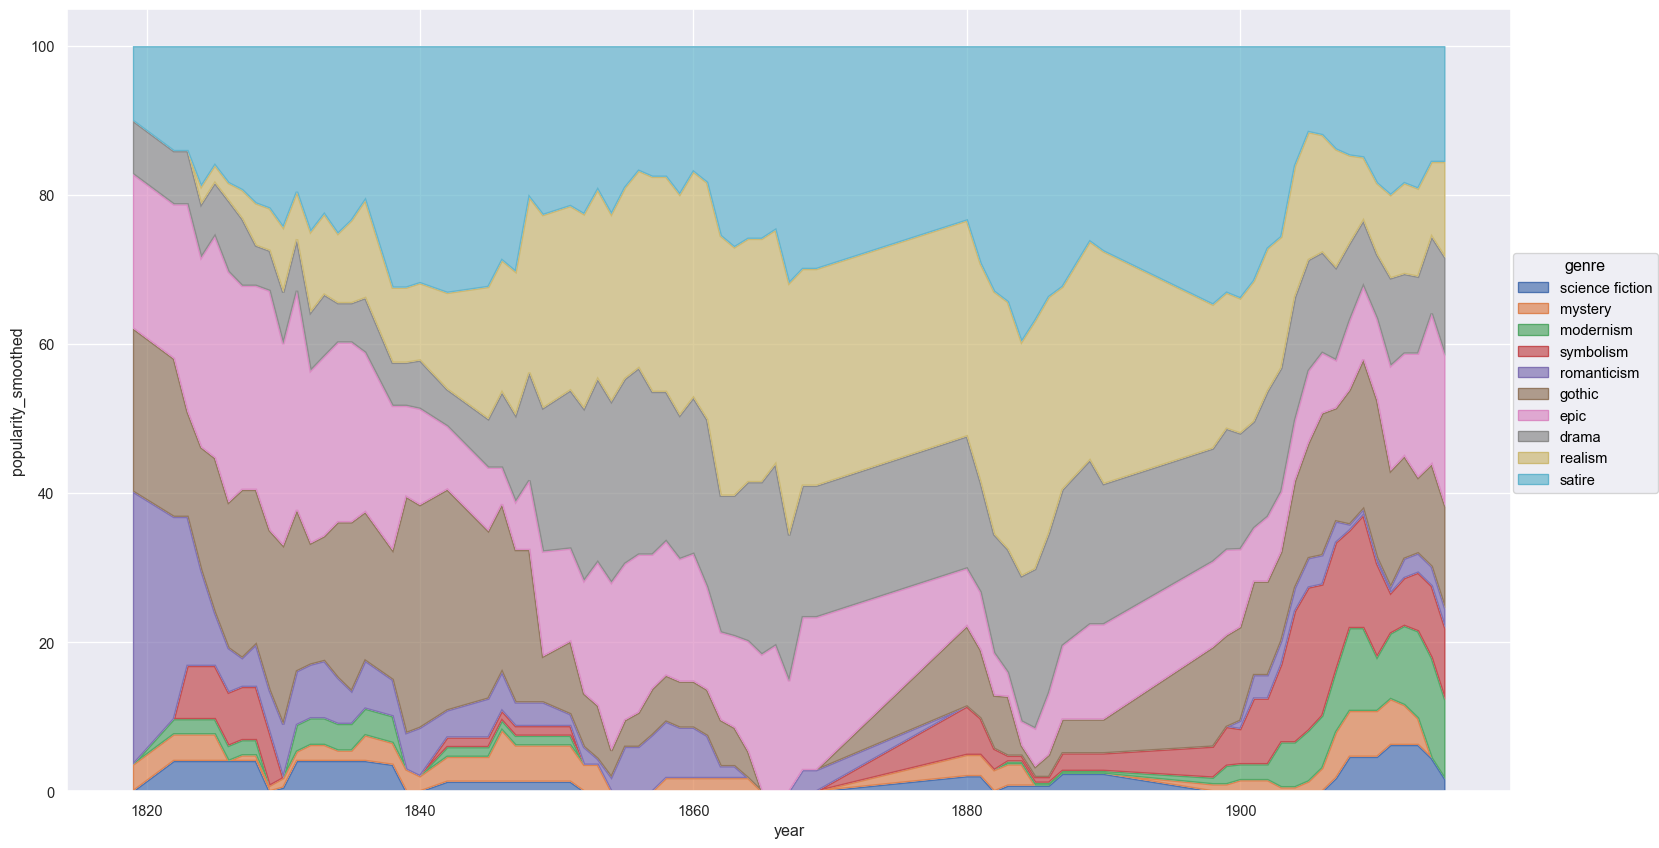 100
80
60
40
20
0
popularity_smoothed
1820
1840
1860
1880
1900
year
genre
science fiction
mystery
modernism
symbolism
romanticism
gothic
epic
drama
realism
satire